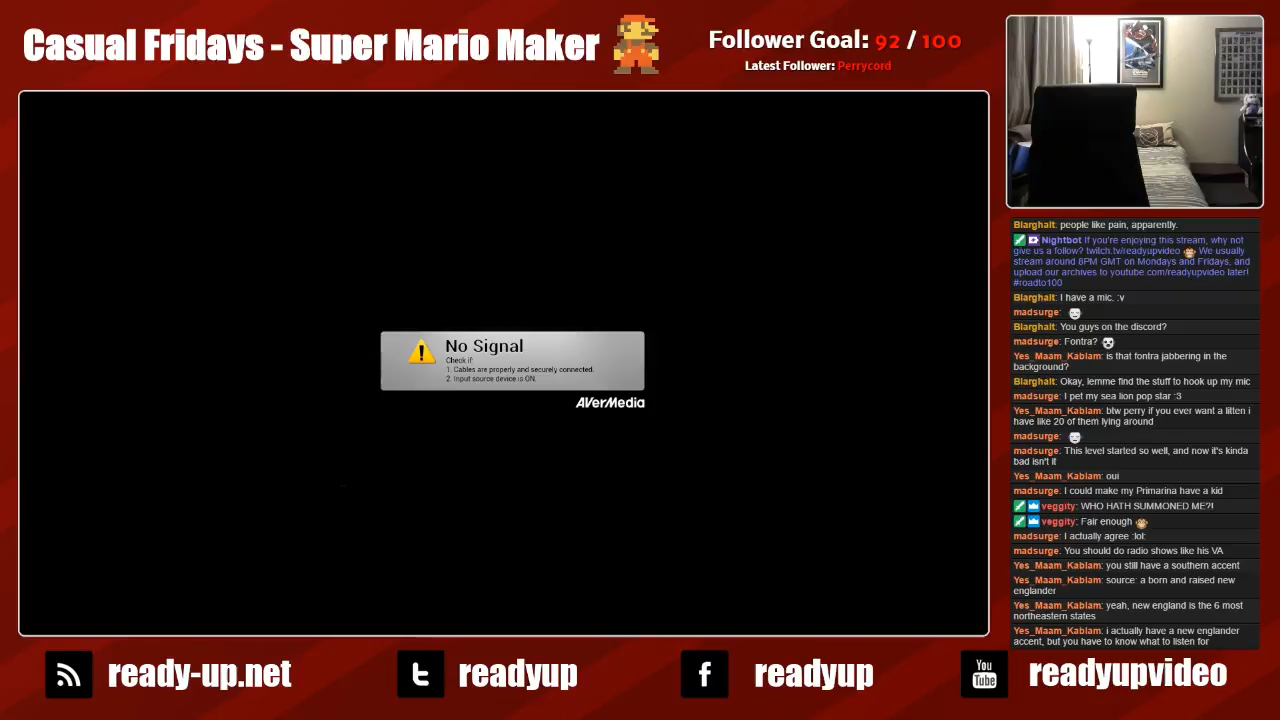 Casual Fridays - Super Mario Maker
Follower Goal: 92 / 100
Latest Follower: Perrycord
No Signal
Check if:
1. Cables are properly and securely connected.
2. Input source device is ON.
AVerMedia
Blarghalt: people like pain, apparently.
Nightbot If you're enjoying this stream, why not
give us a follow? twitch.tv/readyupvideo We usually
stream around 8PM GMT on Mondays and Fridays, and
upload our archives to youtube com/readyupvideo later!
#roadto100
Blarghalt: I have a mic. :v
madsurge:
Blarghalt: You guys on the discord?
madsurge: Fontra?
Yes_Maam_Kablam: is that fontra jabbering in the
background?
Blarghalt: Okay, lemme find the stuff to hook up my mic
madsurge: I pet my sea lion pop star :3
Yes_Maam_Kablam: btw perry if you ever want a litten i
have like 20 of them lying around
madsurge:
madsurge: This level started so well, and now it's kinda
bad isn't it
Yes_Maam_Kablam: oui
madsurge: I could make my Primarina have a kid
veggity: WHO HATH SUMMONED ME?!
veggity: Fair enough
madsurge: I actually agree :lol:
madsurge: You should do radio shows like his VA
Yes_Maam_Kablam: you still have a southern accent
Yes_Maam_Kablam: source: a born and raised new
englander
Yes_Maam_Kablam: yeah, new england is the 6 most
northeastern states
Yes_Maam_Kablam: i actually have a new englander
accent, but you have to know what to listen for
ready-up.net
readyup
readyup
You
Tube
readyupvideo